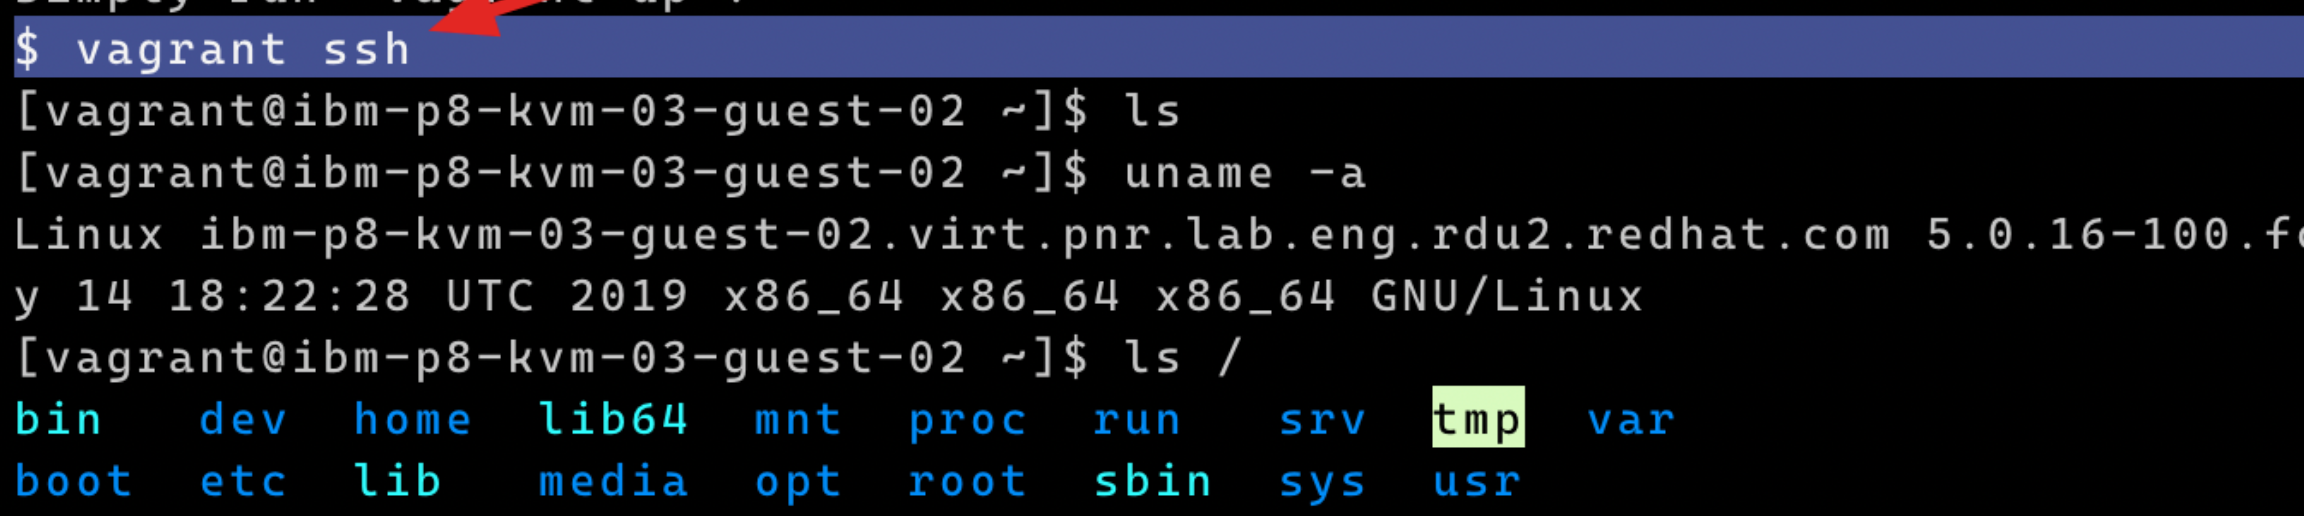 $ vagrant ssh
[vagrant@ibm-p8-kvm-03-guest-02 ~]$ ls
[vagrant@ibm-p8-kvm-03-guest-02 ~]$ uname -a
Linux ibm-p8-kvm-03-guest-02.virt.pnr.lab.eng.rdu2.redhat.com 5.0.16-100.f
y 14 18:22:28 UTC 2019 x86_64 x86_64 x86_64 GNU/Linux
[vagrant@ibm-p8-kvm-03-guest-02 ~]$ ls /
bin dev home lib64 mnt proc run srv tmp var
boot etc lib media opt root sbin sys usr